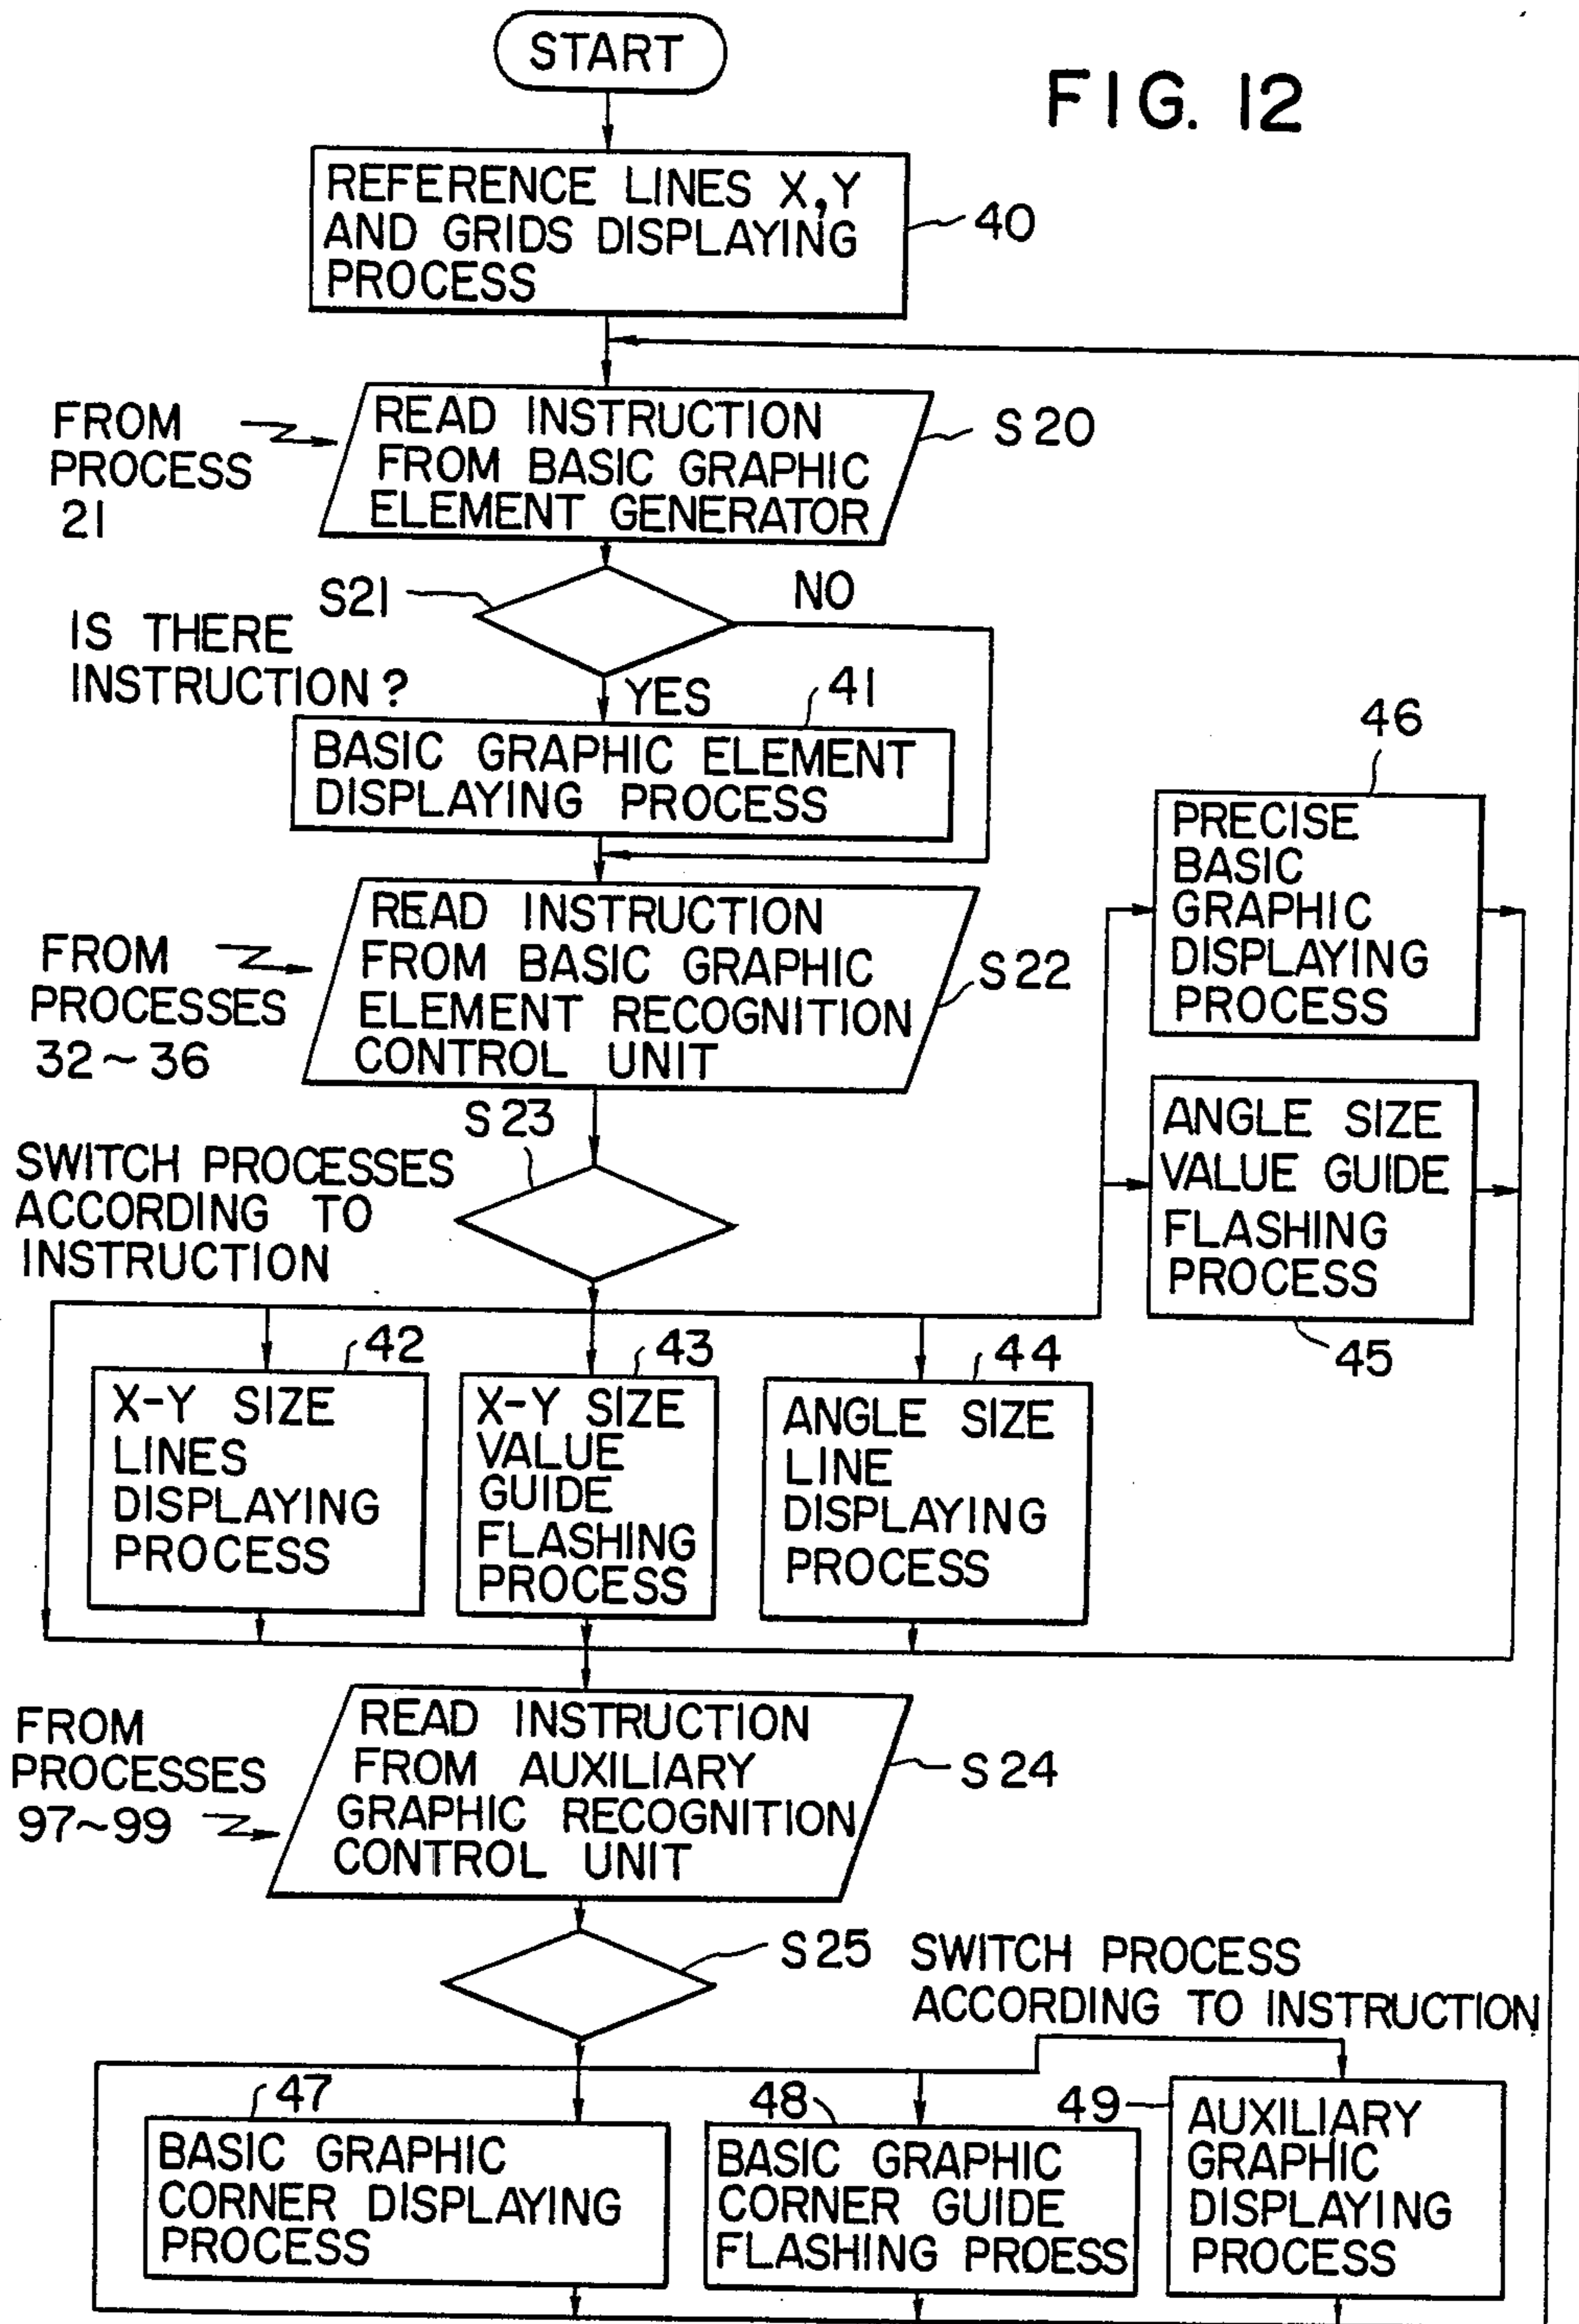 START
FIG. 12
REFERENCE LINES X,Y
AND GRIDS DISPLAYING
PROCESS
40
FROM
PROCESS
21
READ INSTRUCTION
FROM BASIC GRAPHIC
ELEMENT GENERATOR
S20
S21
NO
IS THERE
INSTRUCTION?
YES
41
BASIC GRAPHIC ELEMENT
DISPLAYING PROCESS
46
PRECISE
BASIC
GRAPHIC
DISPLAYING
PROCESS
FROM
PROCESSES
32~36
READ INSTRUCTION
FROM BASIC GRAPHIC
ELEMENT RECOGNITION
CONTROL UNIT
S22
ANGLE SIZE
VALUE GUIDE
FLASHING
PROCESS
45
S23
SWITCH PROCESSES
ACCORDING TO
INSTRUCTION
42
X-Y SIZE
LINES
DISPLAYING
PROCESS
43
X-Y SIZE
VALUE
GUIDE
FLASHING
PROCESS
44
ANGLE SIZE
LINE
DISPLAYING
PROCESS
FROM
PROCESSES
97~99
READ INSTRUCTION
FROM AUXILIARY
GRAPHIC RECOGNITION
CONTROL UNIT
S24
S25
SWITCH PROCESS
ACCORDING TO INSTRUCTION
47
BASIC GRAPHIC
CORNER DISPLAYING
PROCESS
48
BASIC GRAPHIC
CORNER GUIDE
FLASHING PROESS
49
AUXILIARY
GRAPHIC
DISPLAYING
PROCESS